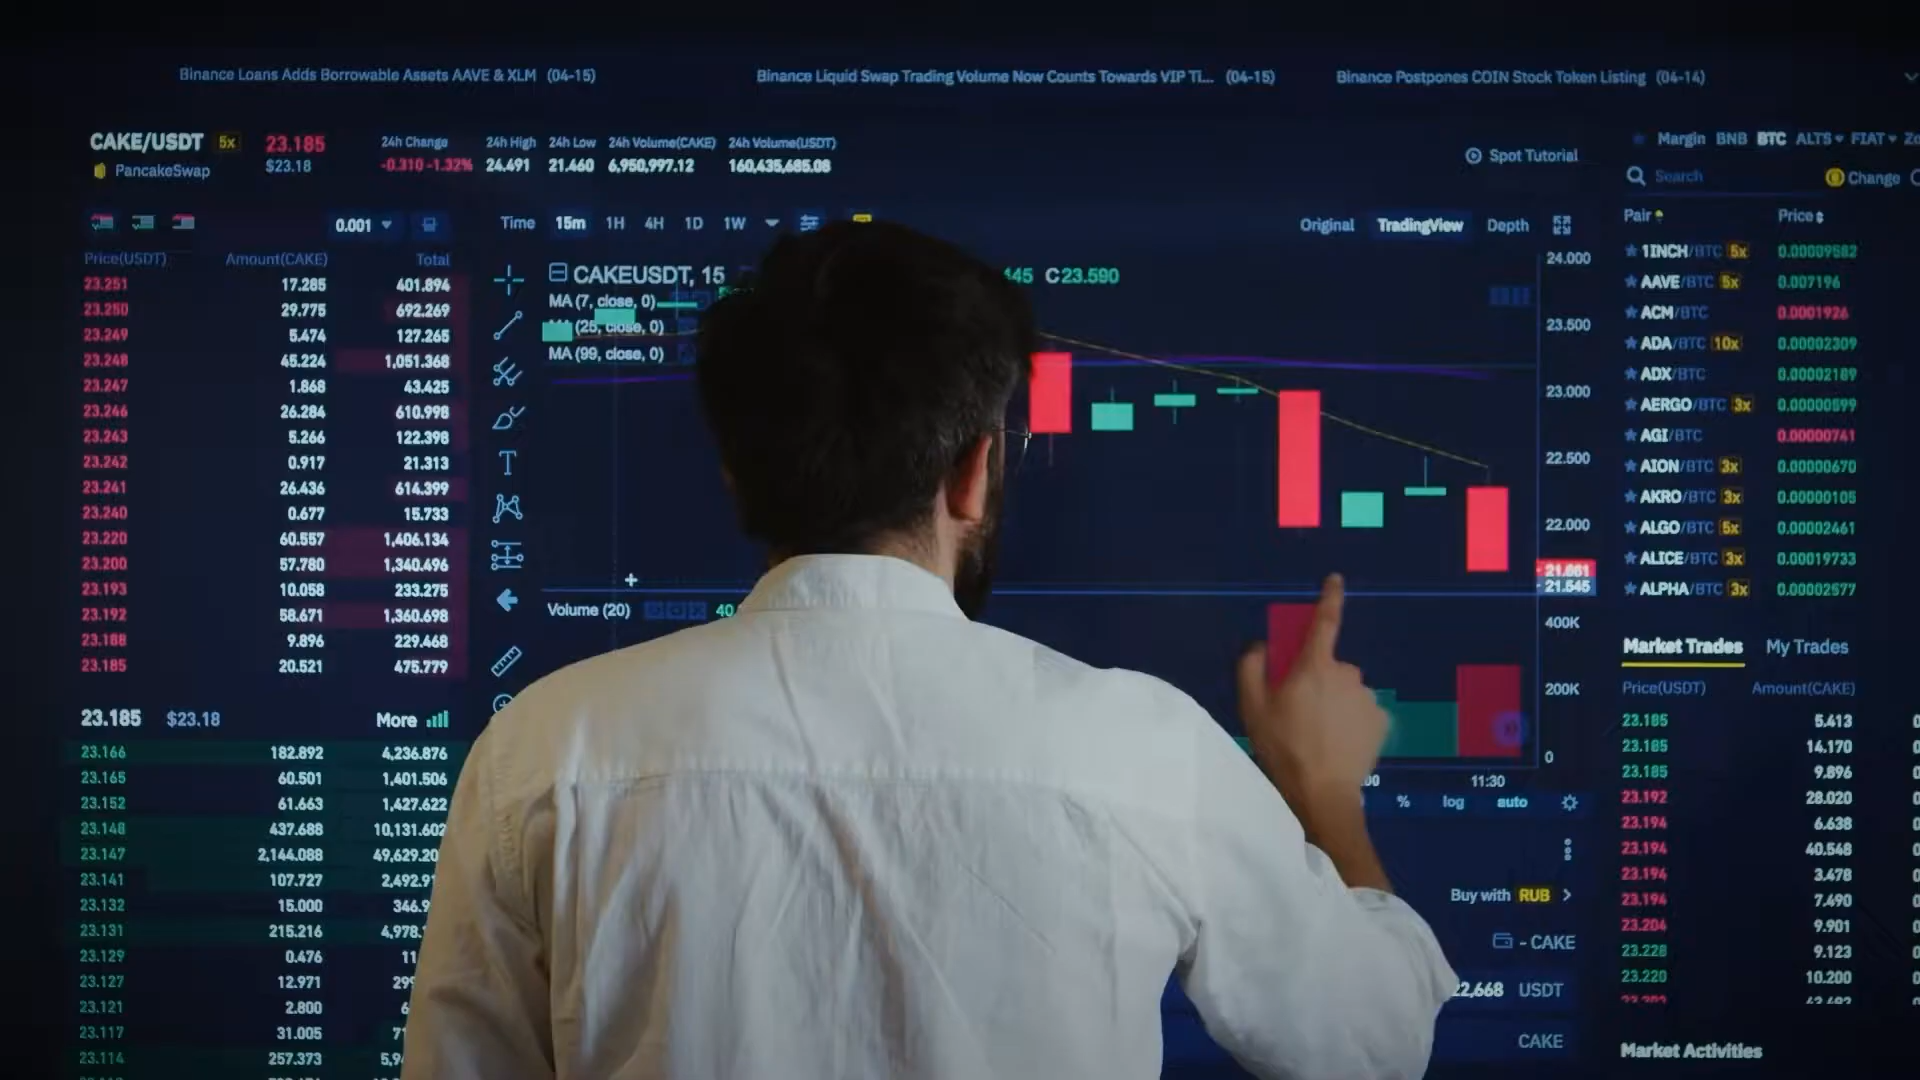 Binance Loans Adds Borrowable Assets AAVE & XLM (04-15)
Binance Liquid Swap Trading Volume Now Counts Towards VIP Ti... (04-15)
Binance Postpones COIN Stock Token Listing (04-14)
CAKE/USDT 5x 23.185
PancakeSwap $23.18
24h Change 24h High 24h Low 24h Volume(CAKE) 24h Volume(USDT)
-0.310 -1.32% 24.491 21.460 6,950,997.12 160,435,685.08
Spot Tutorial
0.001
Price(USDT) Amount(CAKE) Total
23.251 17.285 401.894
23.250 29.775 692.269
23.249 5.474 127.265
23.248 45.224 1,051.368
23.247 1.868 43.425
23.246 26.284 610.998
23.243 5.266 122.398
23.242 0.917 21.313
23.241 26.436 614.399
23.240 0.677 15.733
23.220 60.557 1,406.134
23.200 57.780 1,340.496
23.193 10.058 233.275
23.192 58.671 1,360.698
23.188 9.896 229.468
23.185 20.521 475.779
23.185 $23.18 More
23.166 182.892 4,236.876
23.165 60.501 1,401.506
23.152 61.663 1,427.622
23.148 437.688 10,131.602
23.147 2,144.088 49,629.20
23.141 107.727 2,492.9
23.132 15.000 346.9
23.131 215.216 4,978.
23.129 0.476 11
23.127 12.971 299
23.121 2.800 6
23.117 31.005 71
23.114 257.373 5,9
Time 15m 1H 4H 1D 1W
Original TradingView Depth
CAKEUSDT, 15
445 C23.590
MA (7, close, 0)
(25, close, 0)
MA (99, close, 0)
24.000
23.500
23.000
22.500
22.000
21.661
21.545
Volume (20) 40
400K
200K
0
:00 11:30
% log auto
Buy with RUB
- CAKE
22,668 USDT
CAKE
Margin BNB BTC ALTS FIAT
Search Change
Pair Price
1INCH/BTC 5x 0.00009582
AAVE/BTC 5x 0.007196
ACM/BTC 0.0001926
ADA/BTC 10x 0.00002309
ADX/BTC 0.00002189
AERGO/BTC 3x 0.00000599
AGI/BTC 0.00000741
AION/BTC 3x 0.00000670
AKRO/BTC 3x 0.00000105
ALGO/BTC 5x 0.00002461
ALICE/BTC 3x 0.00019733
ALPHA/BTC 3x 0.00002577
Market Trades My Trades
Price(USDT) Amount(CAKE)
23.185 5.413
23.185 14.170
23.185 9.896
23.192 28.020
23.194 6.638
23.194 40.548
23.194 3.478
23.194 7.490
23.204 9.901
23.228 9.123
23.220 10.200
Market Activities